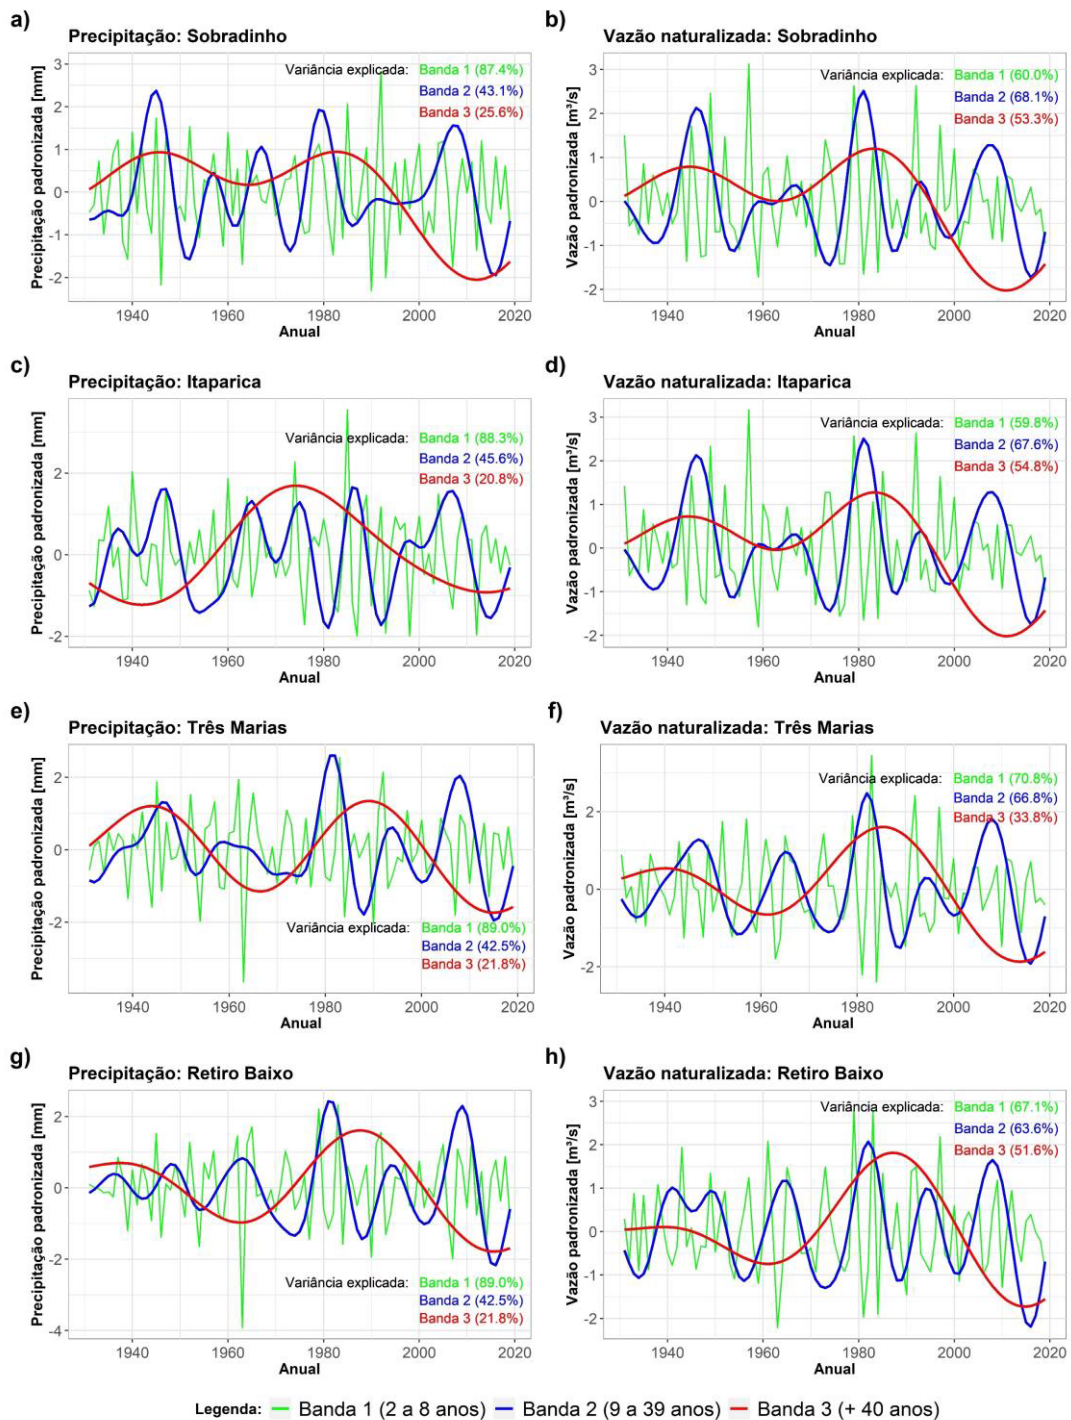 a)
Precipitação: Sobradinho
Variância explicada: Banda 1 (87.4%)
Banda 2 (43.1%)
Banda 3 (25.6%)
Precipitação padronizada [mm]
3
2
1
0
-1
-2
1940 1960 1980 2000 2020
Anual
b)
Vazão naturalizada: Sobradinho
Variância explicada: Banda 1 (60.0%)
Banda 2 (68.1%)
Banda 3 (53.3%)
Vazão padronizada [m³/s]
3
2
1
0
-1
-2
1940 1960 1980 2000 2020
Anual
c)
Precipitação: Itaparica
Variância explicada: Banda 1 (88.3%)
Banda 2 (45.6%)
Banda 3 (20.8%)
Precipitação padronizada [mm]
2
0
-2
1940 1960 1980 2000 2020
Anual
d)
Vazão naturalizada: Itaparica
Variância explicada: Banda 1 (59.8%)
Banda 2 (67.6%)
Banda 3 (54.8%)
Vazão padronizada [m³/s]
3
2
1
0
-1
-2
1940 1960 1980 2000 2020
Anual
e)
Precipitação: Três Marias
Precipitação padronizada [mm]
2
0
-2
Variância explicada: Banda 1 (89.0%)
Banda 2 (42.5%)
Banda 3 (21.8%)
1940 1960 1980 2000 2020
Anual
f)
Vazão naturalizada: Três Marias
Variância explicada: Banda 1 (70.8%)
Banda 2 (66.8%)
Banda 3 (33.8%)
Vazão padronizada [m³/s]
2
0
-2
1940 1960 1980 2000 2020
Anual
g)
Precipitação: Retiro Baixo
Precipitação padronizada [mm]
2
0
-2
-4
Variância explicada: Banda 1 (89.0%)
Banda 2 (42.5%)
Banda 3 (21.8%)
1940 1960 1980 2000 2020
Anual
h)
Vazão naturalizada: Retiro Baixo
Variância explicada: Banda 1 (67.1%)
Banda 2 (63.6%)
Banda 3 (51.6%)
Vazão padronizada [m³/s]
3
2
1
0
-1
-2
1940 1960 1980 2000 2020
Anual
Legenda: Banda 1 (2 a 8 anos) Banda 2 (9 a 39 anos) Banda 3 (+ 40 anos)